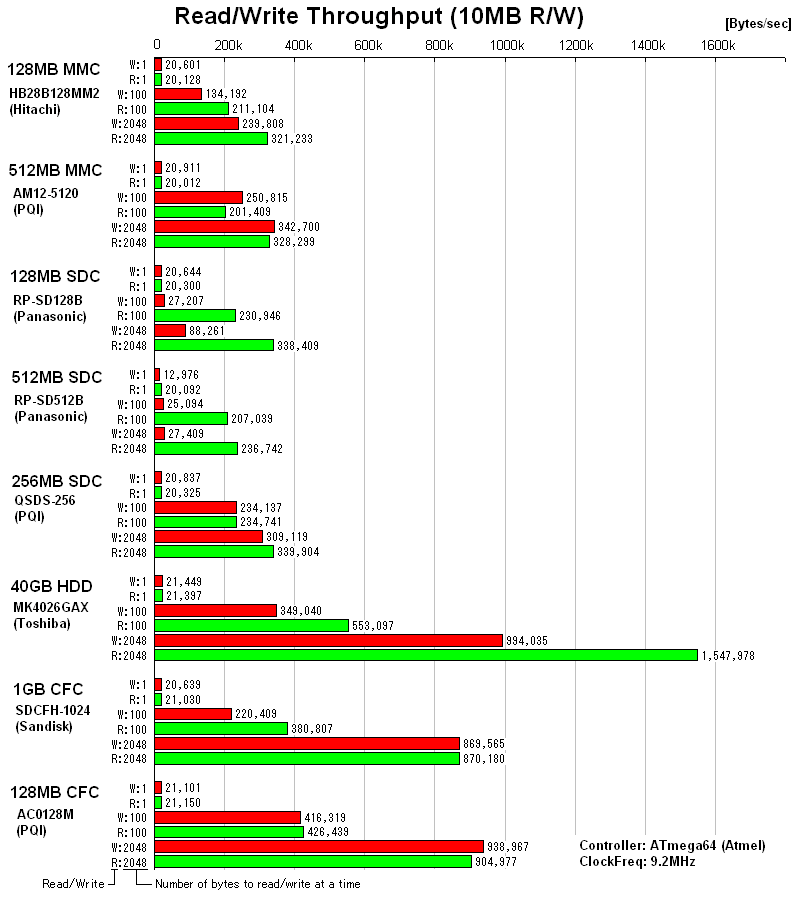 Read/Write Throughput (10MB R/W)
[Bytes/sec]
0 200k 400k 600k 800k 1000k 1200k 1400k 1600k
128MB MMC
HB28B128MM2
(Hitachi)
W:1 20,601
R:1 20,128
W:100 134,192
R:100 211,104
W:2048 239,808
R:2048 321,233
512MB MMC
AM12-5120
(PQI)
W:1 20,911
R:1 20,012
W:100 250,815
R:100 201,409
W:2048 342,700
R:2048 328,299
128MB SDC
RP-SD128B
(Panasonic)
W:1 20,644
R:1 20,300
W:100 27,207
R:100 230,946
W:2048 88,261
R:2048 338,409
512MB SDC
RP-SD512B
(Panasonic)
W:1 12,976
R:1 20,092
W:100 25,094
R:100 207,039
W:2048 27,409
R:2048 236,742
256MB SDC
QSDS-256
(PQI)
W:1 20,837
R:1 20,325
W:100 234,137
R:100 234,741
W:2048 309,119
R:2048 339,904
40GB HDD
MK4026GAX
(Toshiba)
W:1 21,449
R:1 21,397
W:100 349,040
R:100 553,097
W:2048 994,035
R:2048 1,547,978
1GB CFC
SDCFH-1024
(Sandisk)
W:1 20,639
R:1 21,030
W:100 220,409
R:100 380,807
W:2048 869,565
R:2048 870,180
128MB CFC
AC0128M
(PQI)
W:1 21,101
R:1 21,150
W:100 416,319
R:100 426,439
W:2048 938,967
R:2048 904,977
Controller: ATmega64 (Atmel)
ClockFreq: 9.2MHz
Read/Write
Number of bytes to read/write at a time